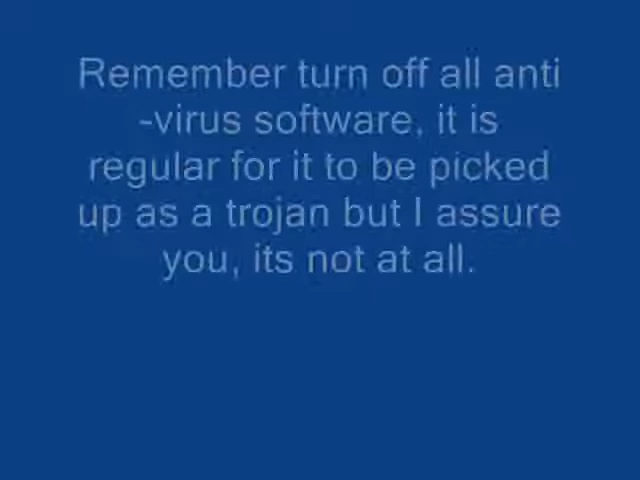 Remember turn off all anti
-virus software, it is
regular for it to be picked
up as a trojan but I assure
you, its not at all.